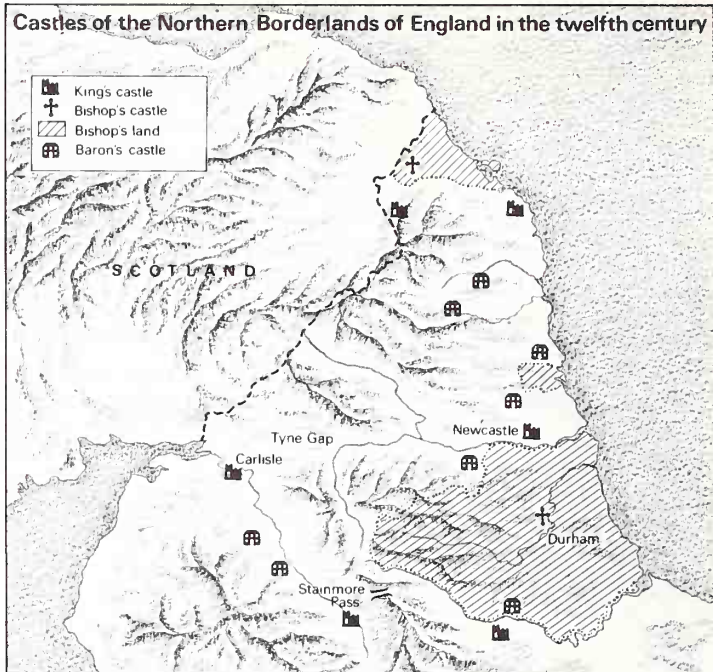 Castles of the Northern Borderlands of England in the twelfth century
King's castle
Bishop's castle
Bishop's land
Baron's castle
SCOTLAND
Newcastle
Tyne Gap
Carlisle
Durham
Stainmore
Pass